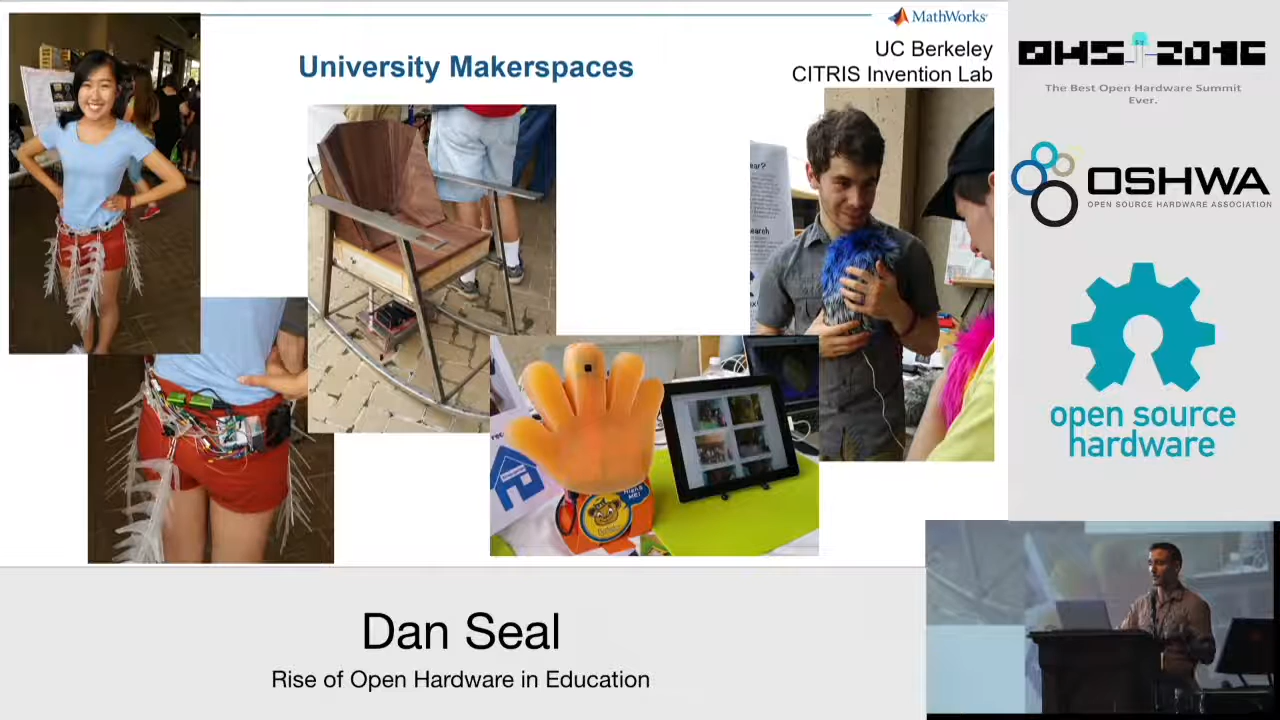 MathWorks
University Makerspaces
UC Berkeley
CITRIS Invention Lab
OHS 2016
The Best Open Hardware Summit
Ever.
OSHWA
OPEN SOURCE HARDWARE ASSOCIATION
open source
hardware
Dan Seal
Rise of Open Hardware in Education